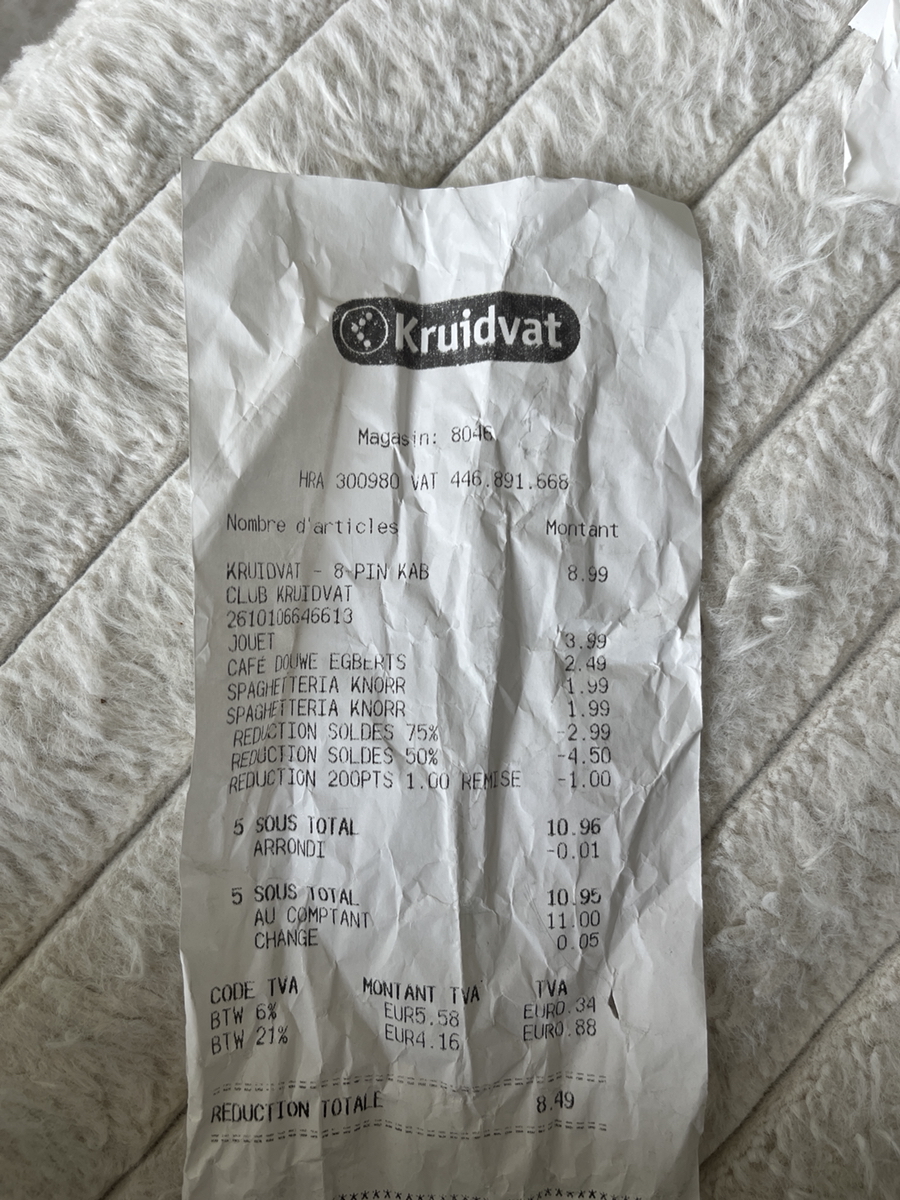 Kruidvat
Magasin: 8046
HRA 300980 VAT 446.891.668
Nombre d'articles Montant
KRUIDVAT - 8 PIN KAB 8.99
CLUB KRUIDVAT
2610106646613
JOUET 3.99
CAFÉ DOUWE EGBERTS 2.49
SPAGHETTERIA KNORR 1.99
SPAGHETTERIA KNORR 1.99
REDUCTION SOLDES 75% -2.99
REDUCTION SOLDES 50% -4.50
REDUCTION 200PTS 1.00 REMISE -1.00
5 SOUS TOTAL 10.96
ARRONDI -0.01
5 SOUS TOTAL 10.95
AU COMPTANT 11.00
CHANGE 0.05
CODE TVA MONTANT TVA TVA
BTW 6% EUR5.58 EUR0.34
BTW 21% EUR4.16 EUR0.88
REDUCTION TOTALE 8.49